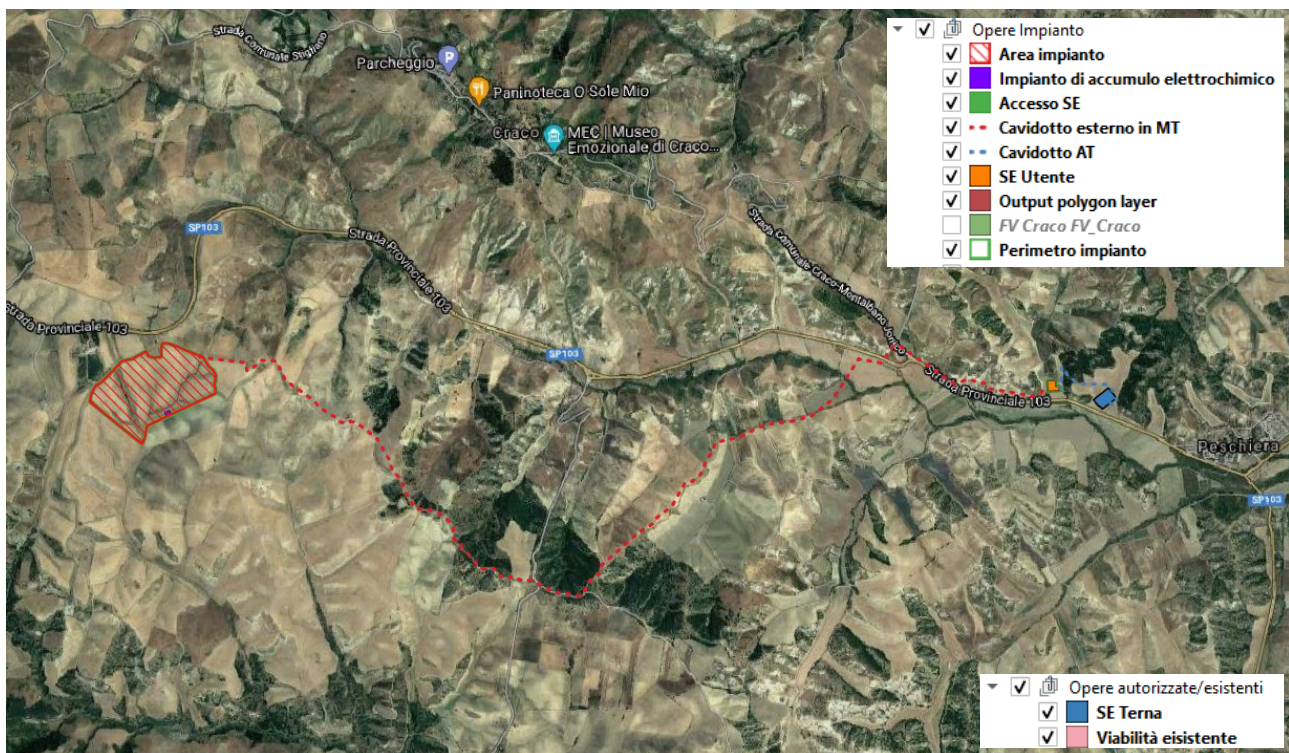 Strada Comunale Stigliano
Parcheggio
Paninoteca O Sole Mio
Craco
MEC | Museo
Emozionale di Craco...
SP103
Strada Provinciale 103
Strada Provinciale 103
Strada Comunale Craco-Montalbano Jonico
SP103
Strada Provinciale 103
Peschiera
SP103
Opere Impianto
Area impianto
Impianto di accumulo elettrochimico
Accesso SE
Cavidotto esterno in MT
Cavidotto AT
SE Utente
Output polygon layer
FV Craco FV_Craco
Perimetro impianto
Opere autorizzate/esistenti
SE Terna
Viabilità eisistente